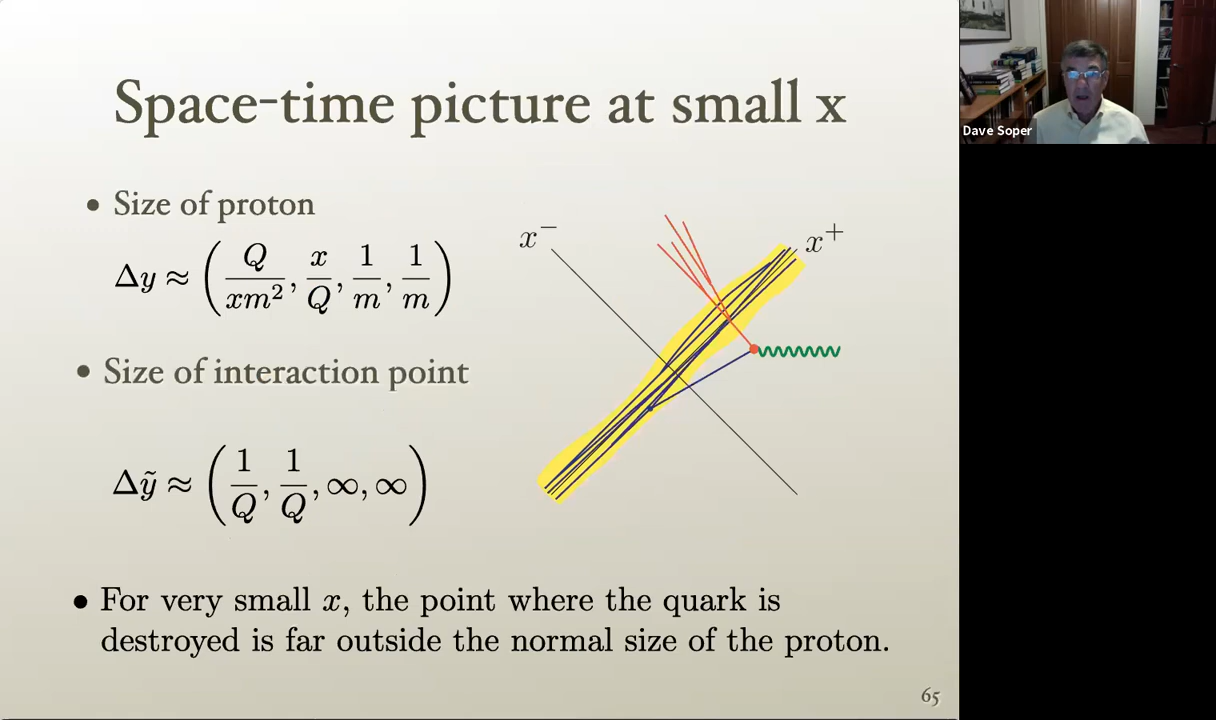 Space-time picture at small x
• Size of proton
Δy ≈ (Q/xm², x/Q, 1/m, 1/m)
x⁻
x⁺
• Size of interaction point
Δỹ ≈ (1/Q, 1/Q, ∞, ∞)
• For very small x, the point where the quark is
destroyed is far outside the normal size of the proton.
65
Dave Soper